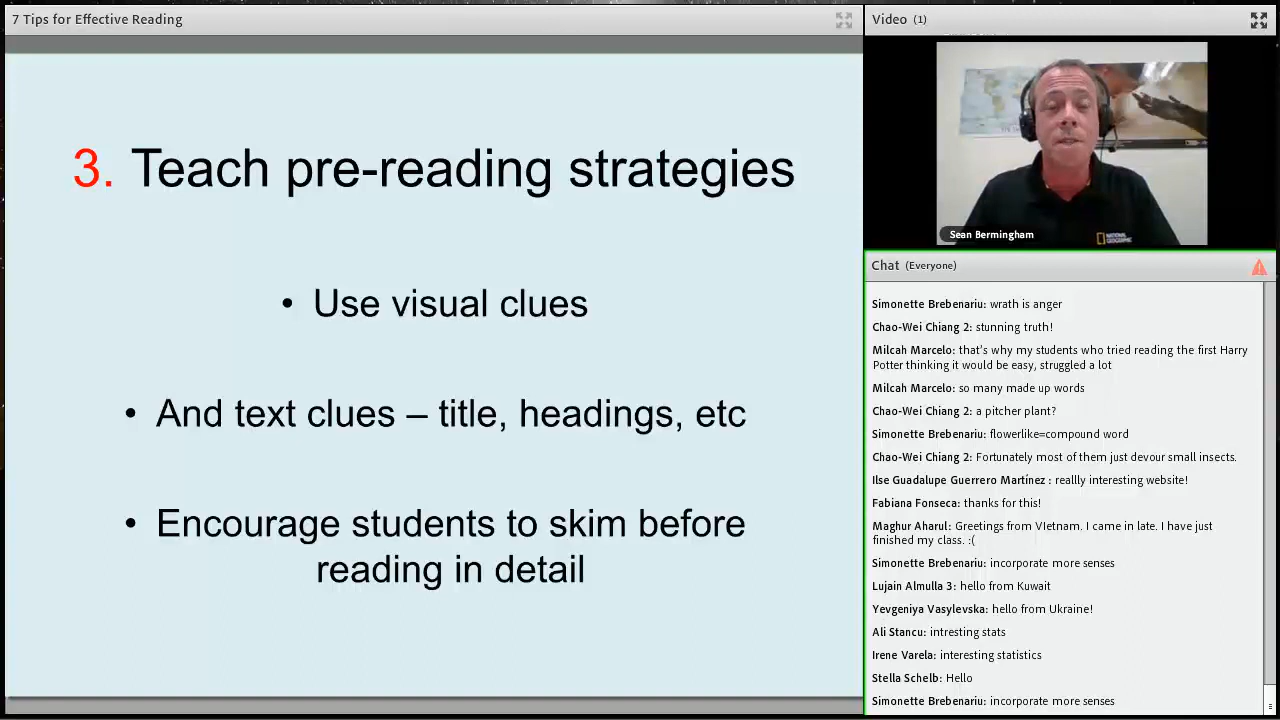 7 Tips for Effective Reading
3. Teach pre-reading strategies
• Use visual clues
• And text clues – title, headings, etc
• Encourage students to skim before
reading in detail
Video (1)
NATIONAL
GEOGRAPHIC
Sean Bermingham
Chat (Everyone)
Simonette Brebenariu: wrath is anger
Chao-Wei Chiang 2: stunning truth!
Milcah Marcelo: that's why my students who tried reading the first Harry
Potter thinking it would be easy, struggled a lot
Milcah Marcelo: so many made up words
Chao-Wei Chiang 2: a pitcher plant?
Simonette Brebenariu: flowerlike=compound word
Chao-Wei Chiang 2: Fortunately most of them just devour small insects.
Ilse Guadalupe Guerrero Martínez : reallly interesting website!
Fabiana Fonseca: thanks for this!
Maghur Aharul: Greetings from VIetnam. I came in late. I have just
finished my class. :(
Simonette Brebenariu: incorporate more senses
Lujain Almulla 3: hello from Kuwait
Yevgeniya Vasylevska: hello from Ukraine!
Ali Stancu: intresting stats
Irene Varela: interesting statistics
Stella Schelb: Hello
Simonette Brebenariu: incorporate more senses